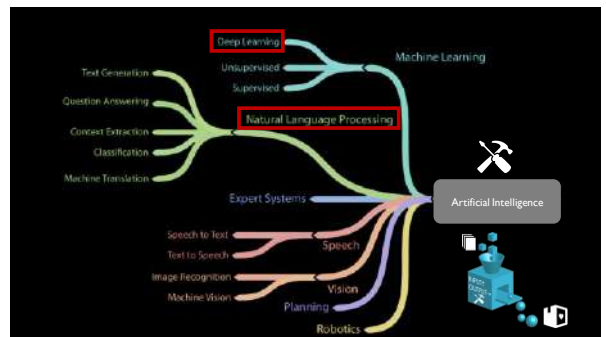 Deep Learning
Machine Learning
Unsupervised
Supervised
Text Generation
Question Answering
Natural Language Processing
Context Extraction
Classification
Machine Translation
Expert Systems
Artificial Intelligence
Speech to Text
Speech
Text to Speech
Image Recognition
Vision
Machine Vision
Planning
Robotics